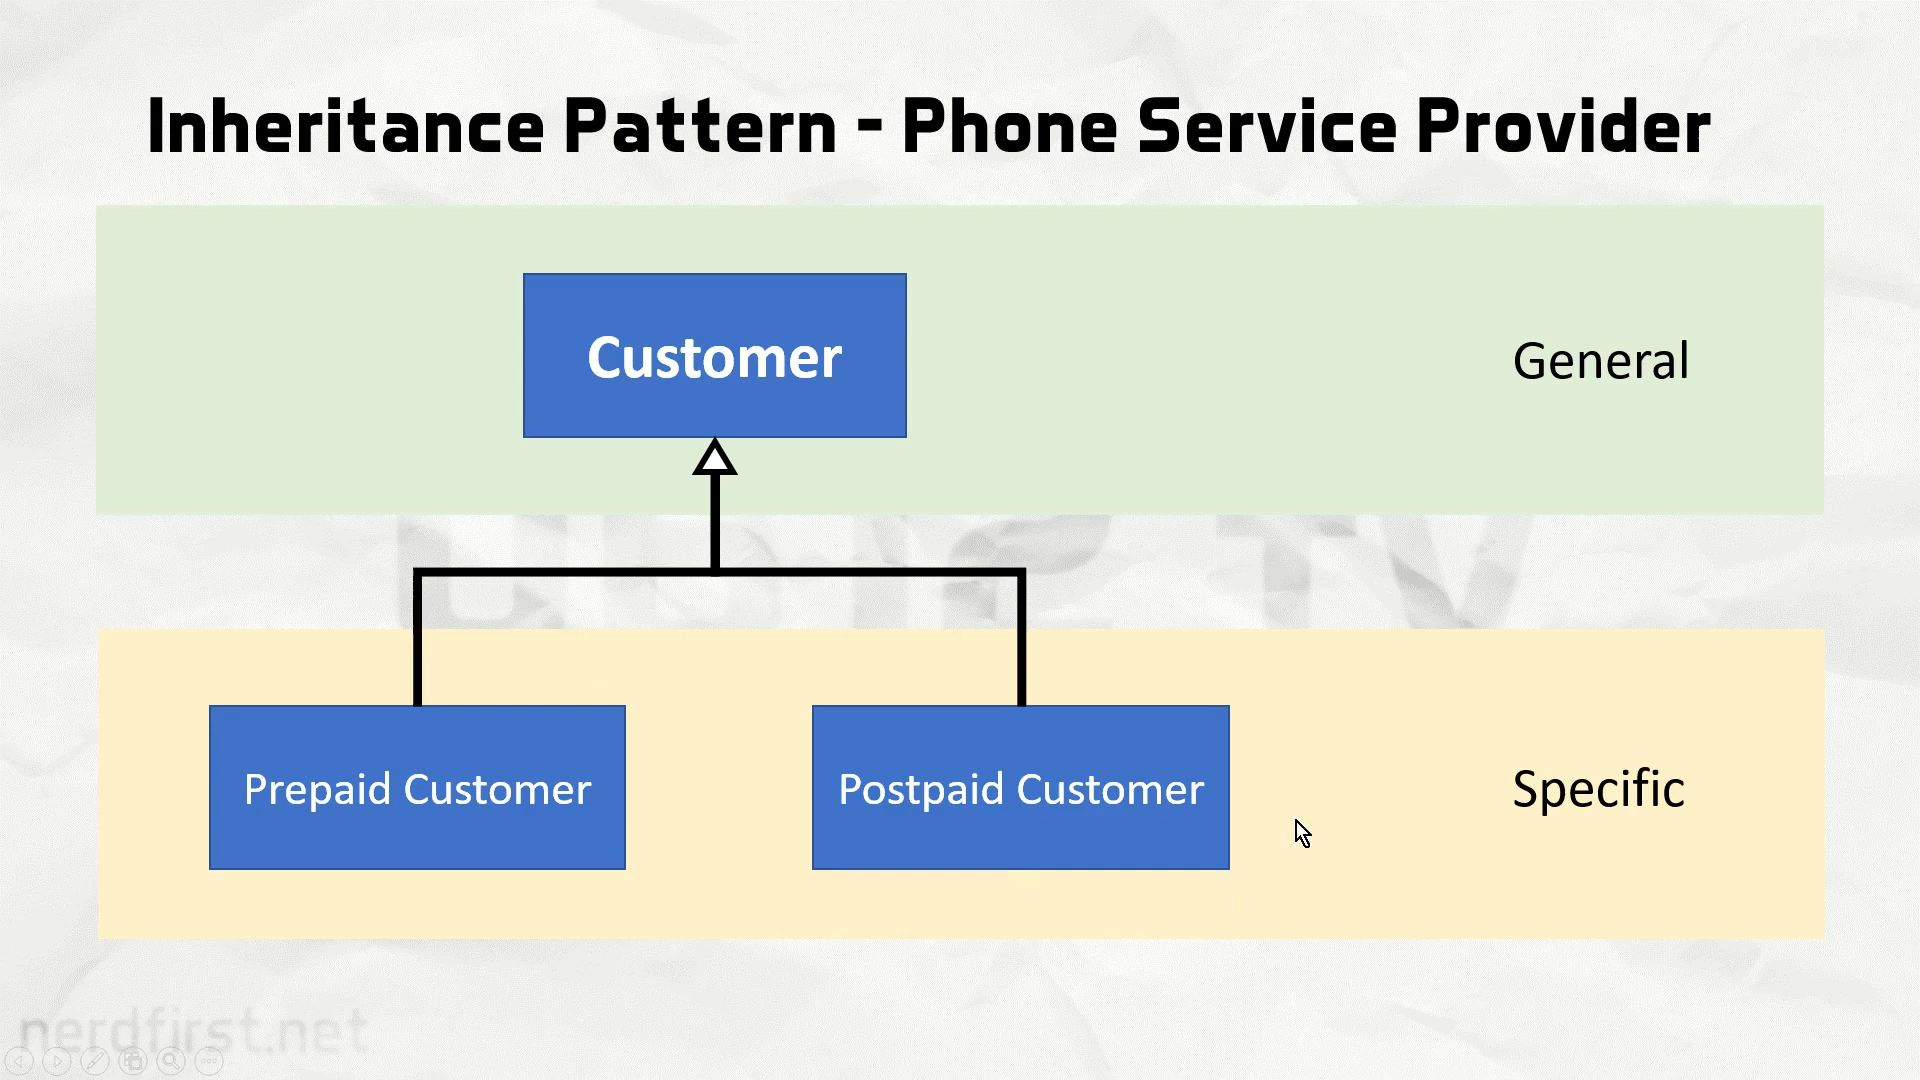 Inheritance Pattern - Phone Service Provider
Customer
General
Prepaid Customer
Postpaid Customer
Specific
nerdfirst.net